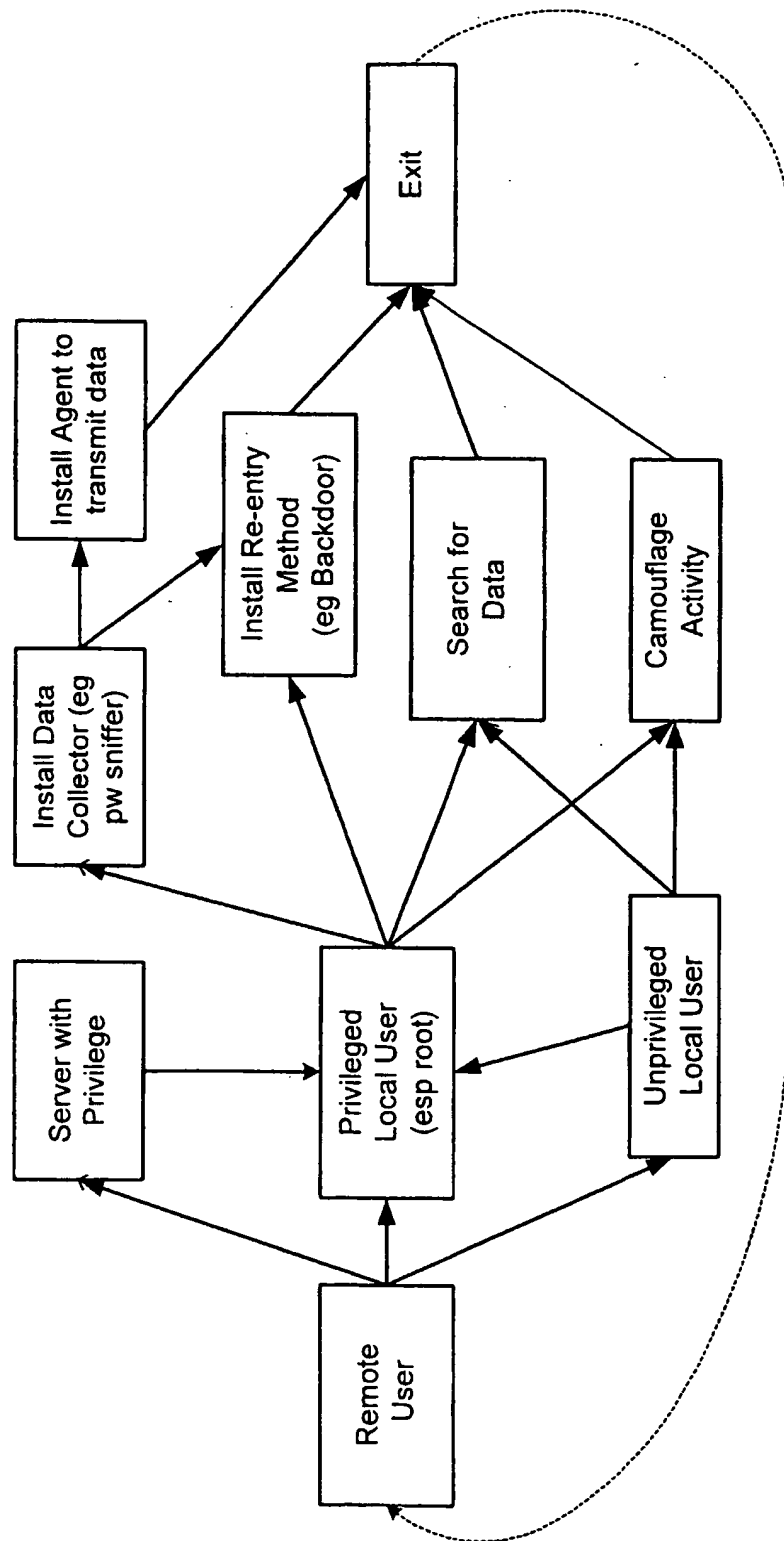 Remote
User
Server with
Privilege
Privileged
Local User
(esp root)
Unprivileged
Local User
Install Data
Collector (eg
pw sniffer)
Install Agent to
transmit data
Install Re-entry
Method
(eg Backdoor)
Search for
Data
Camouflage
Activity
Exit